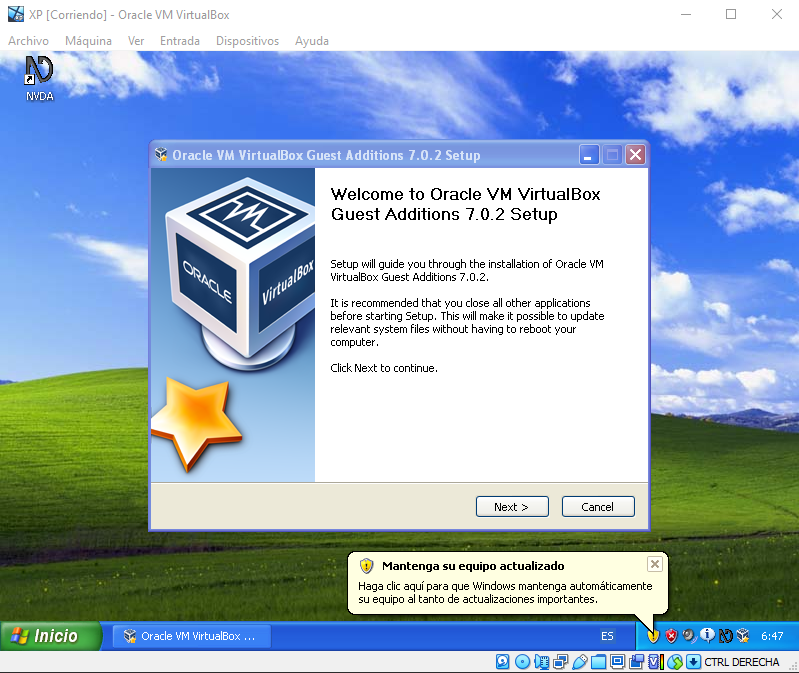 XP [Corriendo] - Oracle VM VirtualBox
Archivo Máquina Ver Entrada Dispositivos Ayuda
NVDA
Oracle VM VirtualBox Guest Additions 7.0.2 Setup
Welcome to Oracle VM VirtualBox
Guest Additions 7.0.2 Setup
ORACLE
VirtualBox
Setup will guide you through the installation of Oracle VM
VirtualBox Guest Additions 7.0.2.
It is recommended that you close all other applications
before starting Setup. This will make it possible to update
relevant system files without having to reboot your
computer.
Click Next to continue.
Next >
Cancel
Mantenga su equipo actualizado
Haga clic aquí para que Windows mantenga automáticamente
su equipo al tanto de actualizaciones importantes.
Inicio
Oracle VM VirtualBox ...
ES
6:47
CTRL DERECHA